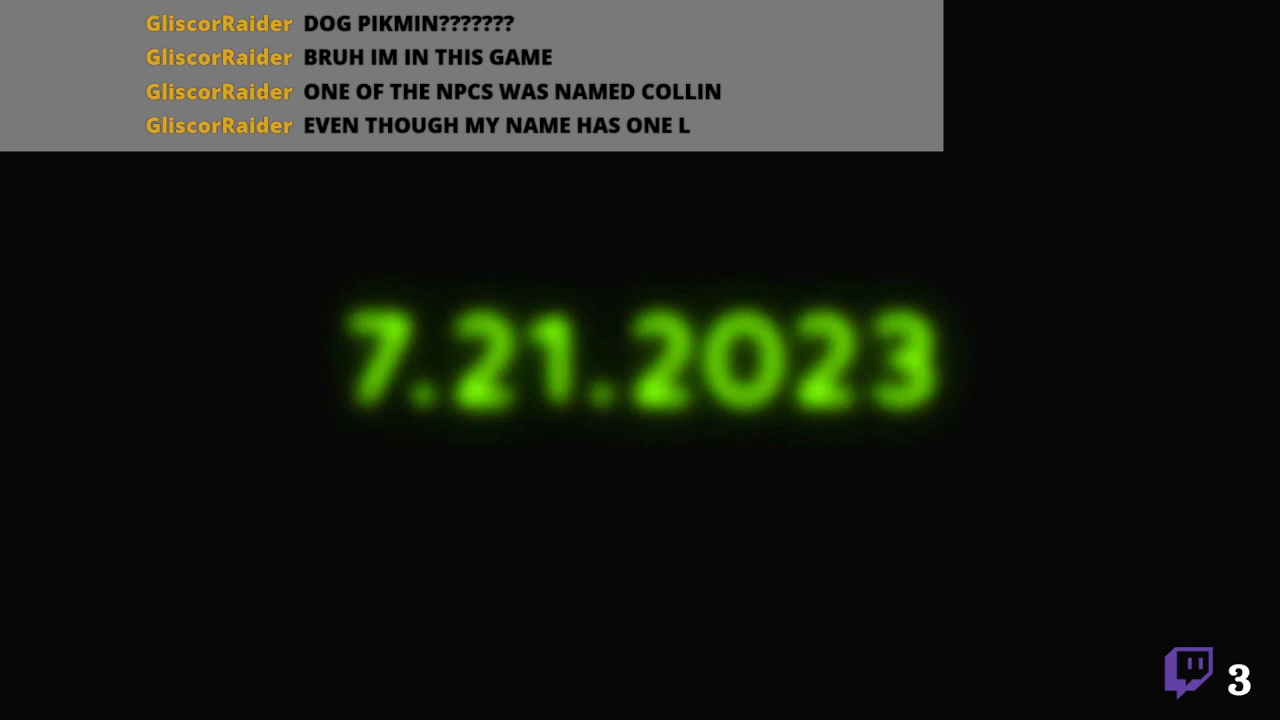 GliscorRaider DOG PIKMIN???????
GliscorRaider BRUH IM IN THIS GAME
GliscorRaider ONE OF THE NPCS WAS NAMED COLLIN
GliscorRaider EVEN THOUGH MY NAME HAS ONE L
7.21.2023
3